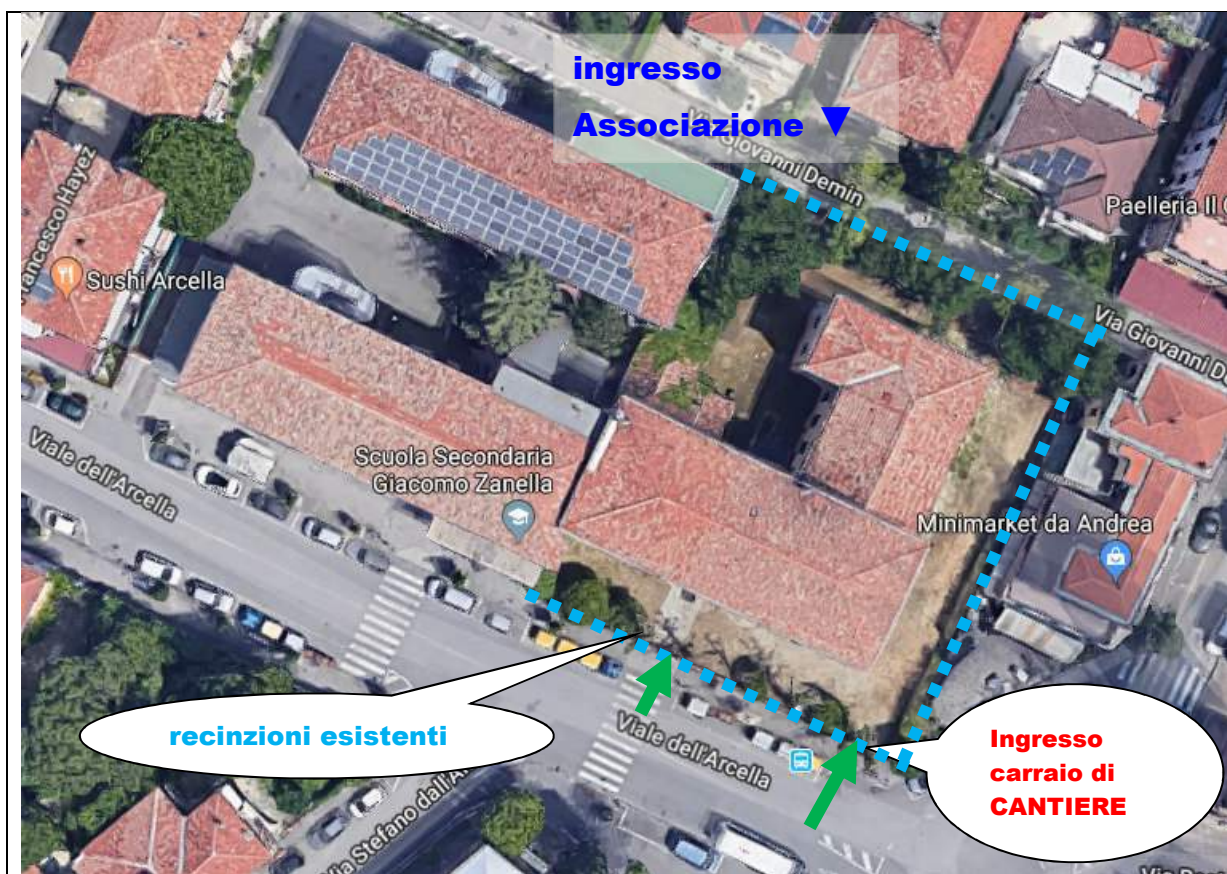 ingresso
Associazione
Via Giovanni Demin
Francesco Hayez
Paelleria Il
Sushi Arcella
Via Giovanni
Viale dell'Arcella
Scuola Secondaria
Giacomo Zanella
Minimarket da Andrea
recinzioni esistenti
Viale dell'Arcella
Ingresso
carraio di
CANTIERE
Via Stefano
Via